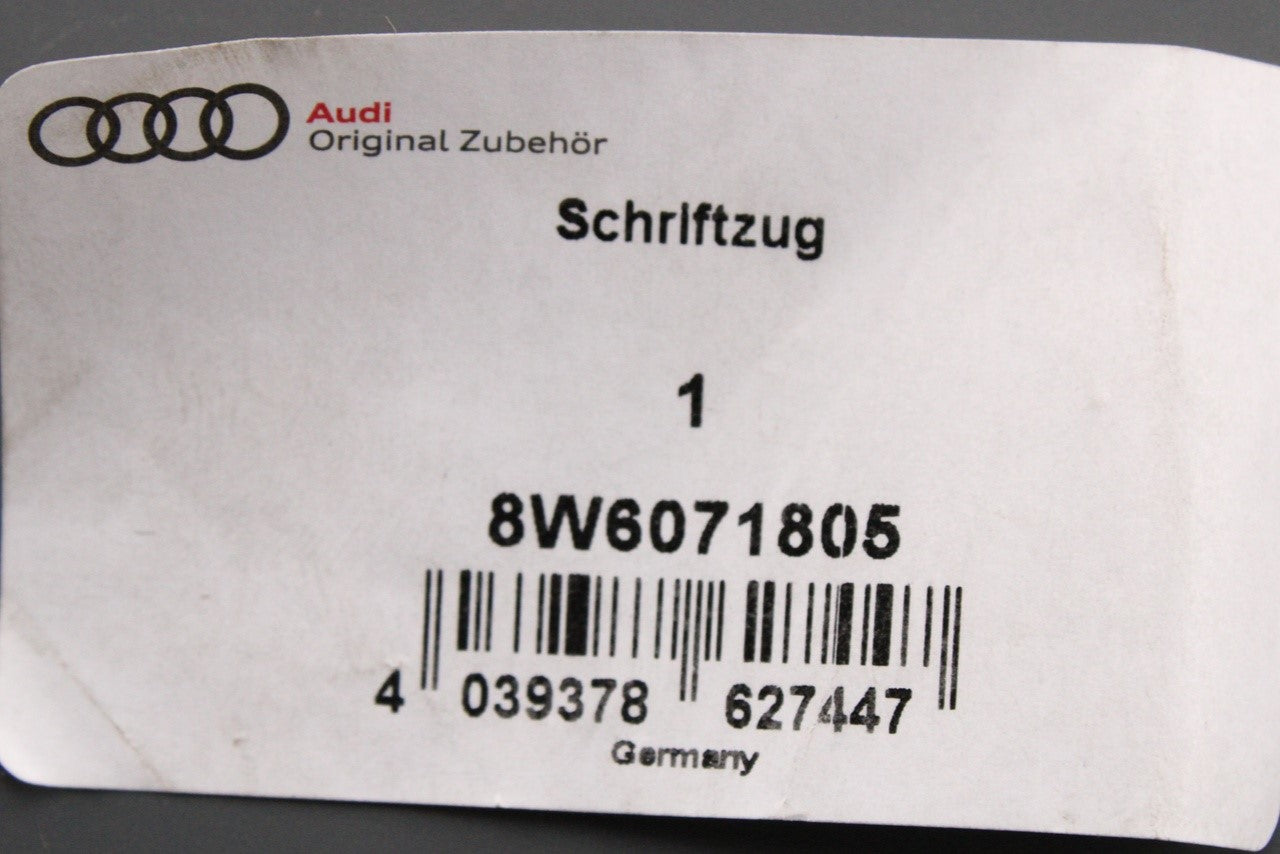 Audi
Original Zubehör
Schriftzug
1
8W6071805
4 039378 627447
Germany